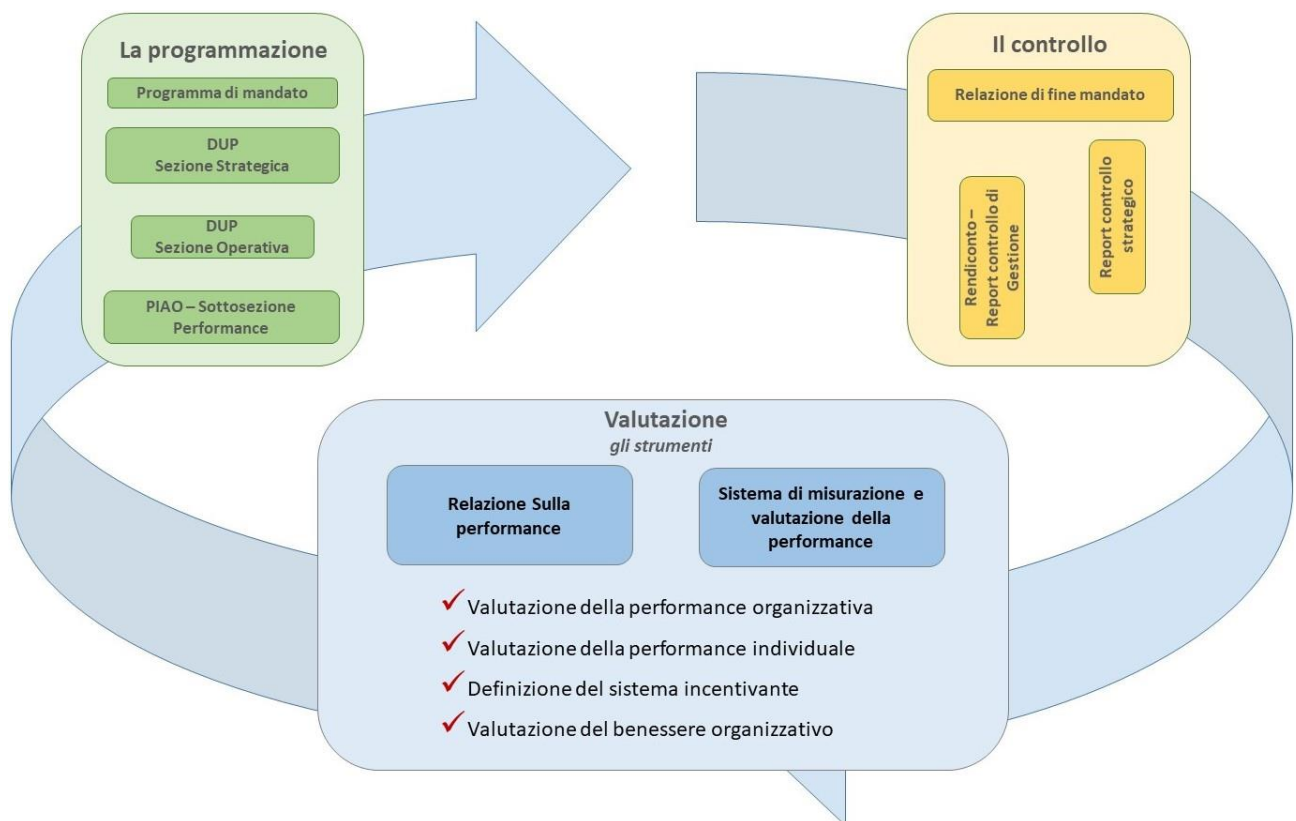 La programmazione
Programma di mandato
DUP
Sezione Strategica
DUP
Sezione Operativa
PIAO – Sottosezione
Performance
Il controllo
Relazione di fine mandato
Rendiconto –
Report controllo di
Gestione
Report controllo
strategico
Valutazione
gli strumenti
Relazione Sulla
performance
Sistema di misurazione e
valutazione della
performance
✓ Valutazione della performance organizzativa
✓ Valutazione della performance individuale
✓ Definizione del sistema incentivante
✓ Valutazione del benessere organizzativo